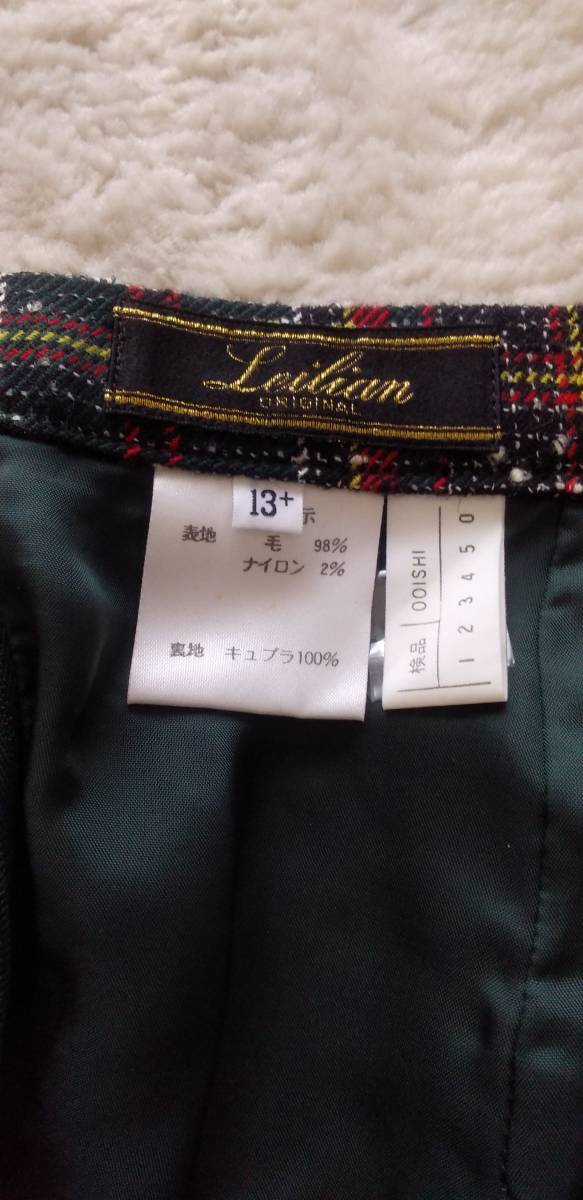 Leilian
ORIGINAL
13+
示
表地 毛 98%
ナイロン 2%
裏地 キュプラ100%
検品 OOISHI
1 2 3 4 5 0